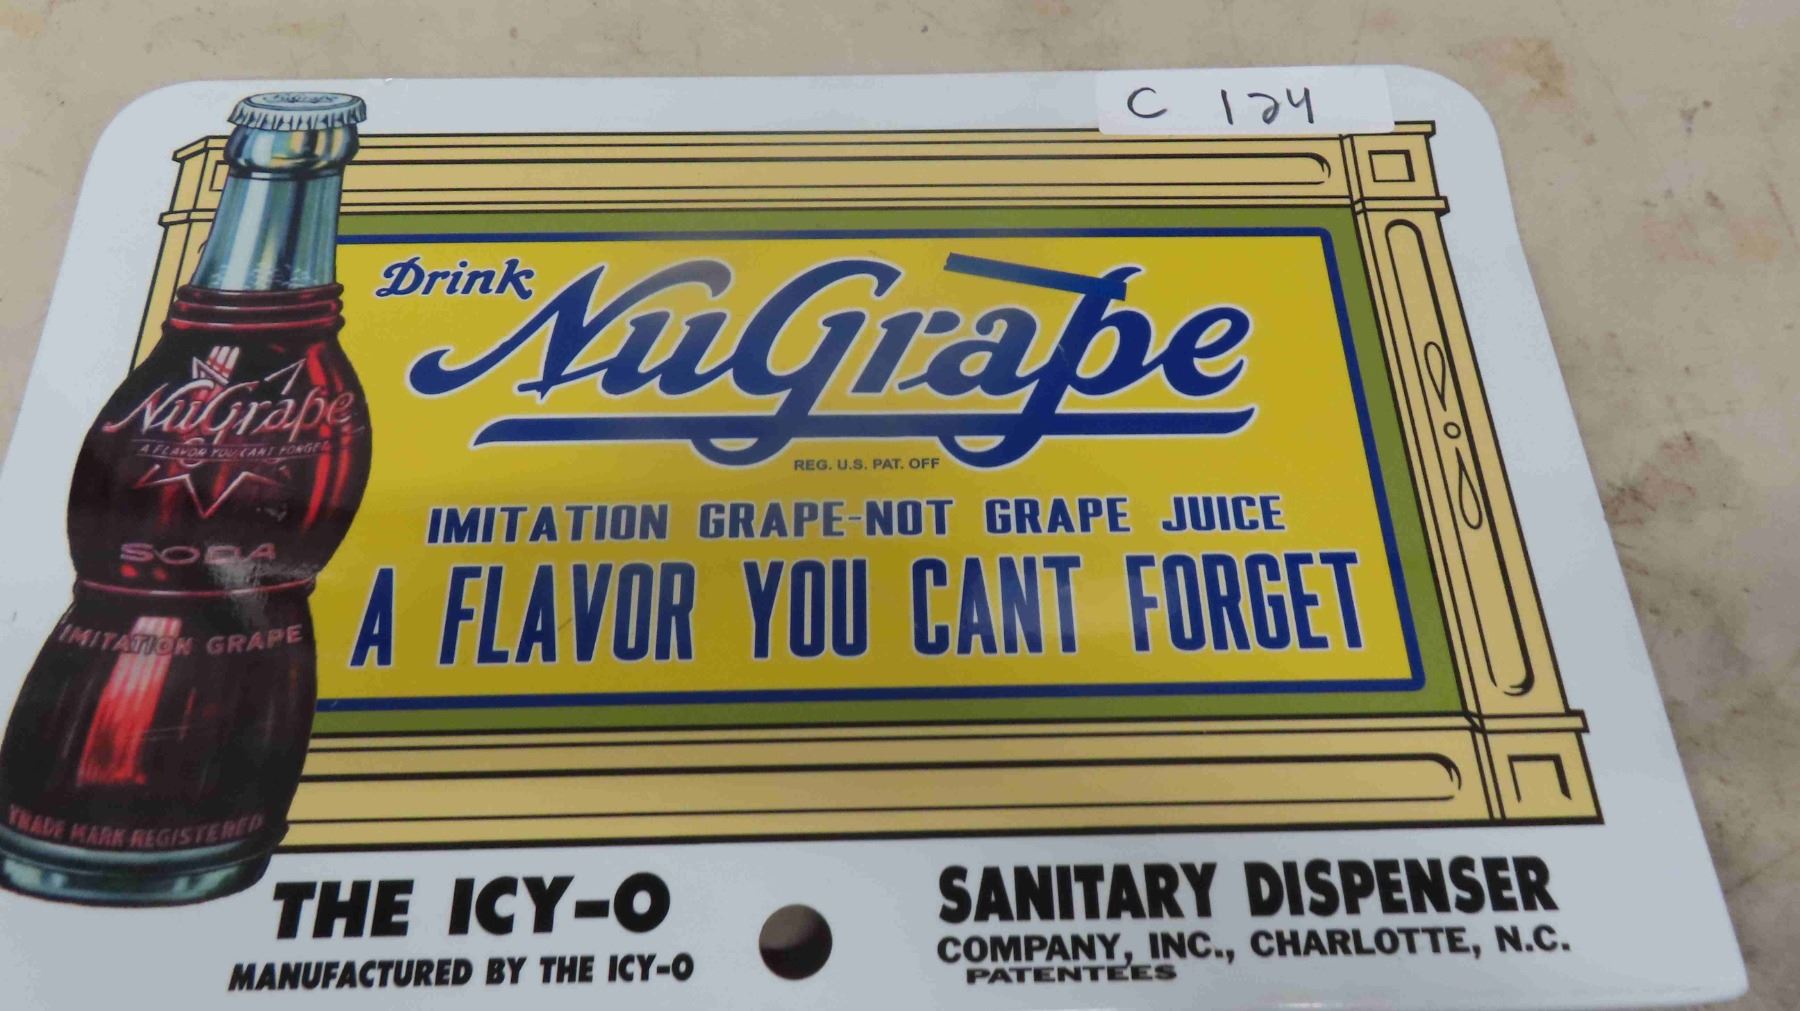 C 124
Drink NuGrape
REG. U.S. PAT. OFF
IMITATION GRAPE-NOT GRAPE JUICE
A FLAVOR YOU CANT FORGET
NuGrape
A FLAVOR YOU CANT FORGET
SODA
IMITATION GRAPE
TRADE MARK REGISTERED
THE ICY-O
MANUFACTURED BY THE ICY-O
SANITARY DISPENSER
COMPANY, INC., CHARLOTTE, N.C.
PATENTEES